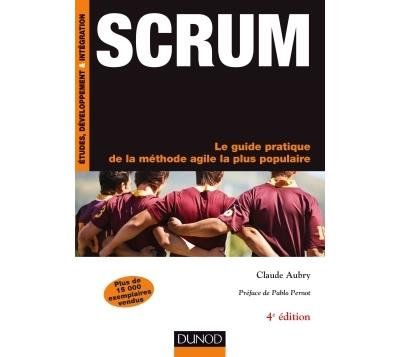 ÉTUDES, DÉVELOPPEMENT & INTÉGRATION
SCRUM
Le guide pratique
de la méthode agile la plus populaire
Claude Aubry
Préface de Pablo Pernot
Plus de
15 000
exemplaires
vendus
4e édition
DUNOD